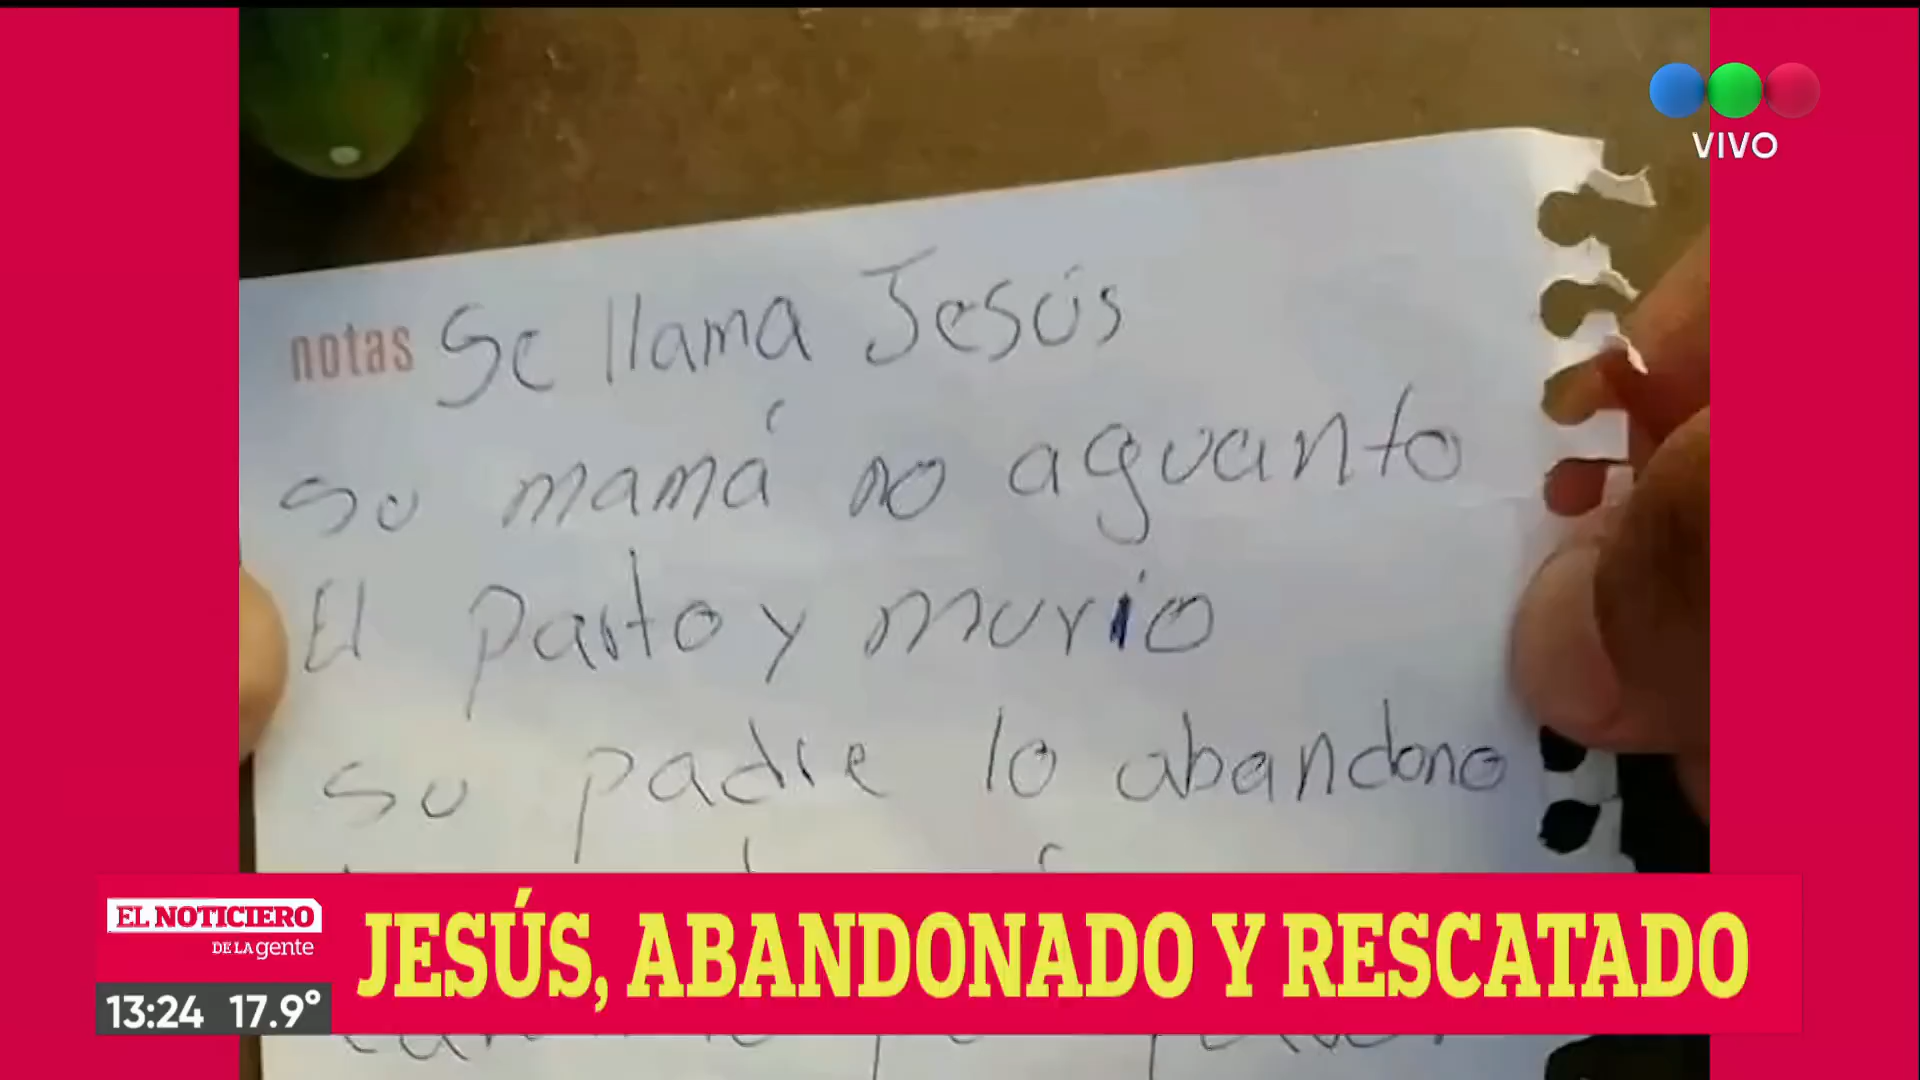 VIVO
notas Se llama Jesús
su mamá no aguanto
El parto y murio
su padre lo abandono
EL NOTICIERO
DE LA gente
JESÚS, ABANDONADO Y RESCATADO
13:24 17.9°